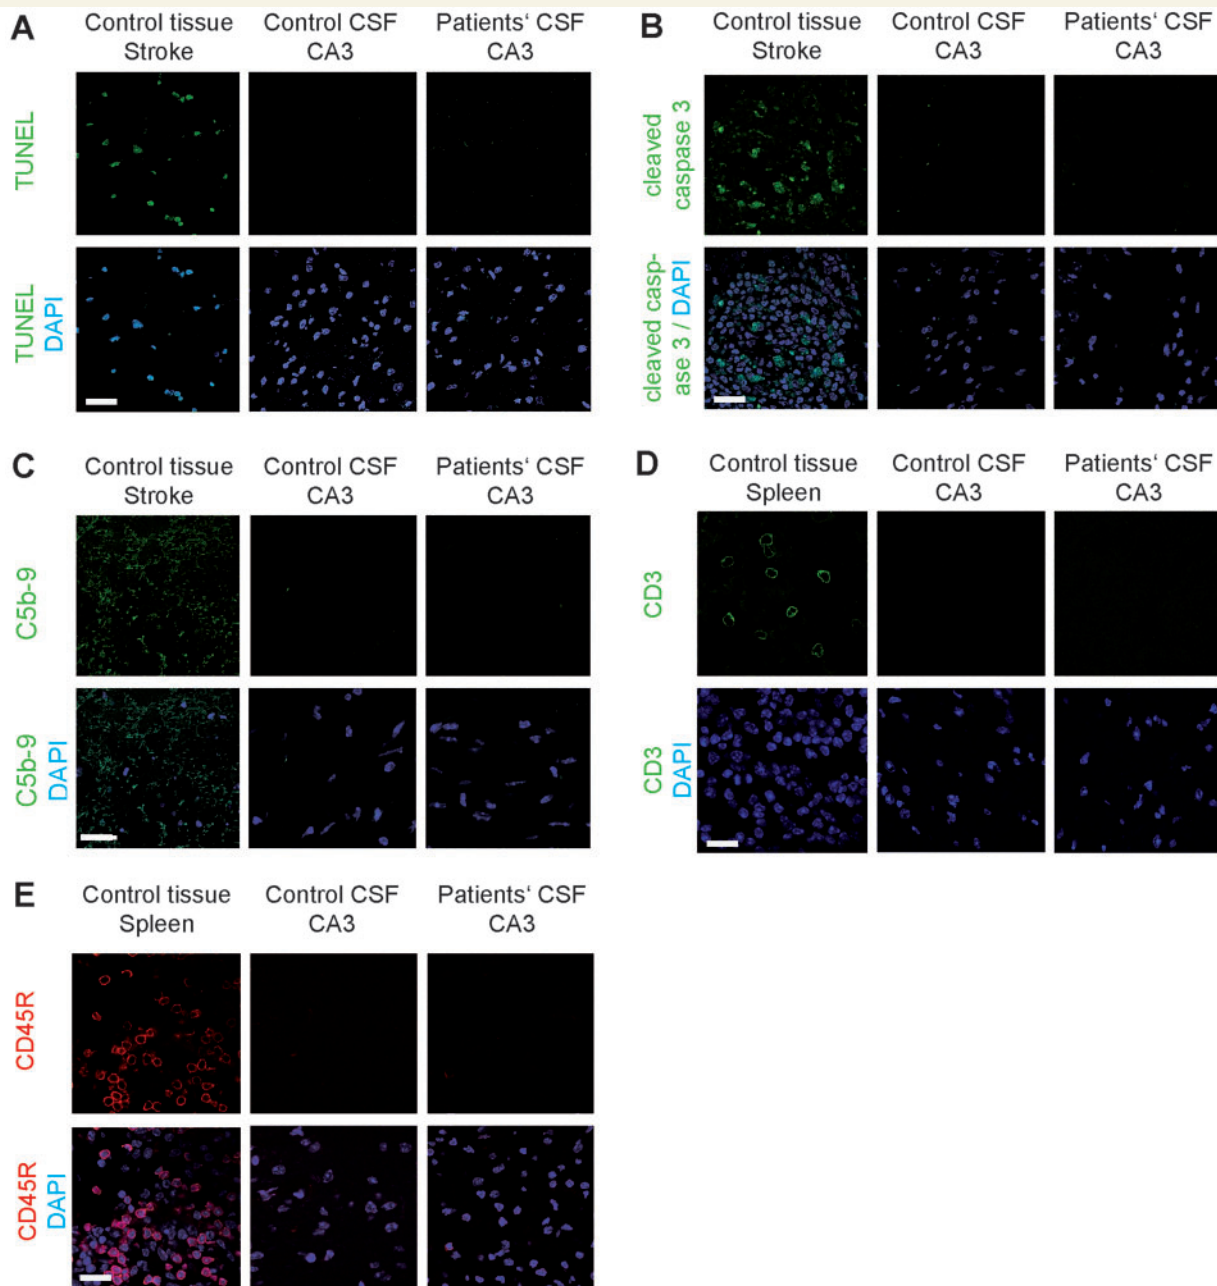 A
Control tissue
Stroke
Control CSF
CA3
Patients‘ CSF
CA3
TUNEL
TUNEL
DAPI
B
Control tissue
Stroke
Control CSF
CA3
Patients‘ CSF
CA3
cleaved
caspase 3
cleaved casp-
ase 3 / DAPI
C
Control tissue
Stroke
Control CSF
CA3
Patients‘ CSF
CA3
C5b-9
C5b-9
DAPI
D
Control tissue
Spleen
Control CSF
CA3
Patients‘ CSF
CA3
CD3
CD3
DAPI
E
Control tissue
Spleen
Control CSF
CA3
Patients‘ CSF
CA3
CD45R
CD45R
DAPI